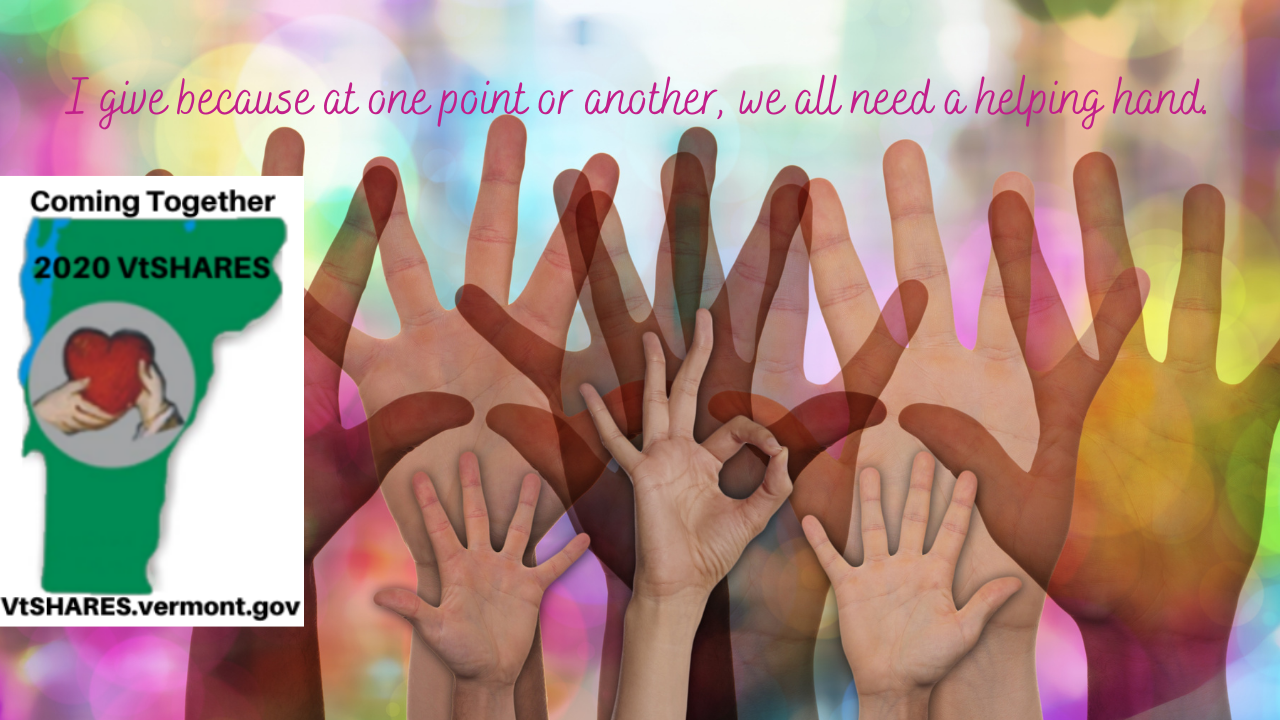 I give because at one point or another, we all need a helping hand.
Coming Together
2020 VtSHARES
VtSHARES.vermont.gov